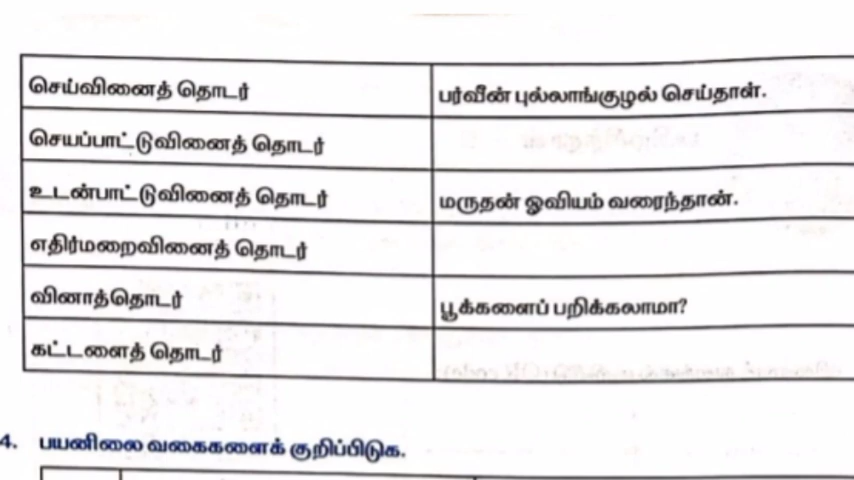 செய்வினைத் தொடர் பர்வீன் புல்லாங்குழல் செய்தாள்.
செயப்பாட்டுவினைத் தொடர்
உடன்பாட்டுவினைத் தொடர் மருதன் ஓவியம் வரைந்தான்.
எதிர்மறைவினைத் தொடர்
வினாத்தொடர் பூக்களைப் பறிக்கலாமா?
கட்டளைத் தொடர்
4. பயனிலை வகைகளைக் குறிப்பிடுக.